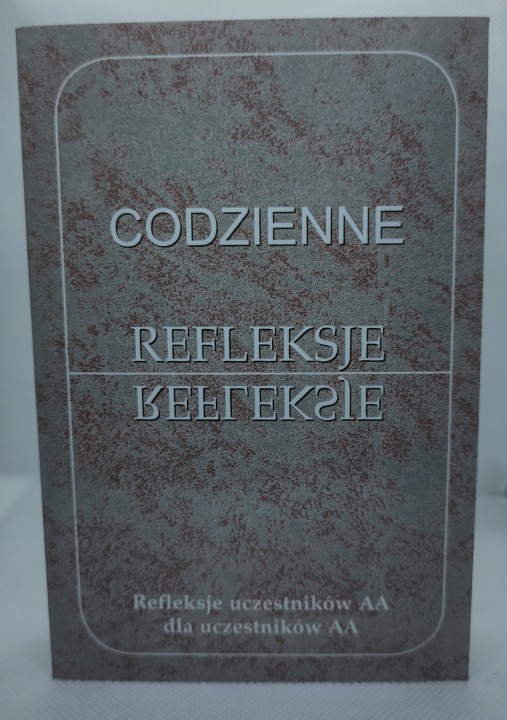 CODZIENNE
REFLEKSJE
REFLEKSJE
Refleksje uczestników AA
dla uczestników AA